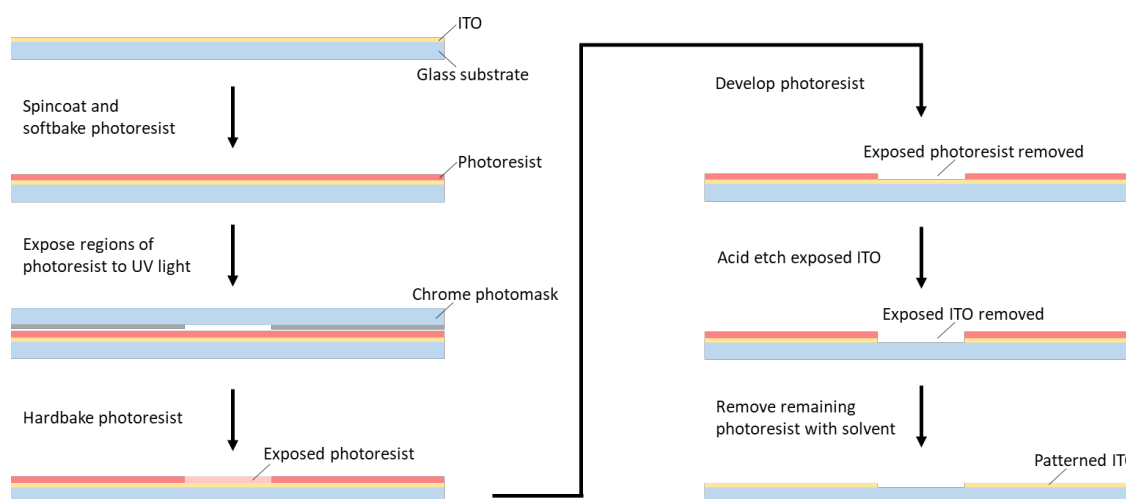 ITO
Glass substrate
Spincoat and
softbake photoresist
Photoresist
Expose regions of
photoresist to UV light
Chrome photomask
Hardbake photoresist
Exposed photoresist
Develop photoresist
Exposed photoresist removed
Acid etch exposed ITO
Exposed ITO removed
Remove remaining
photoresist with solvent
Patterned ITO